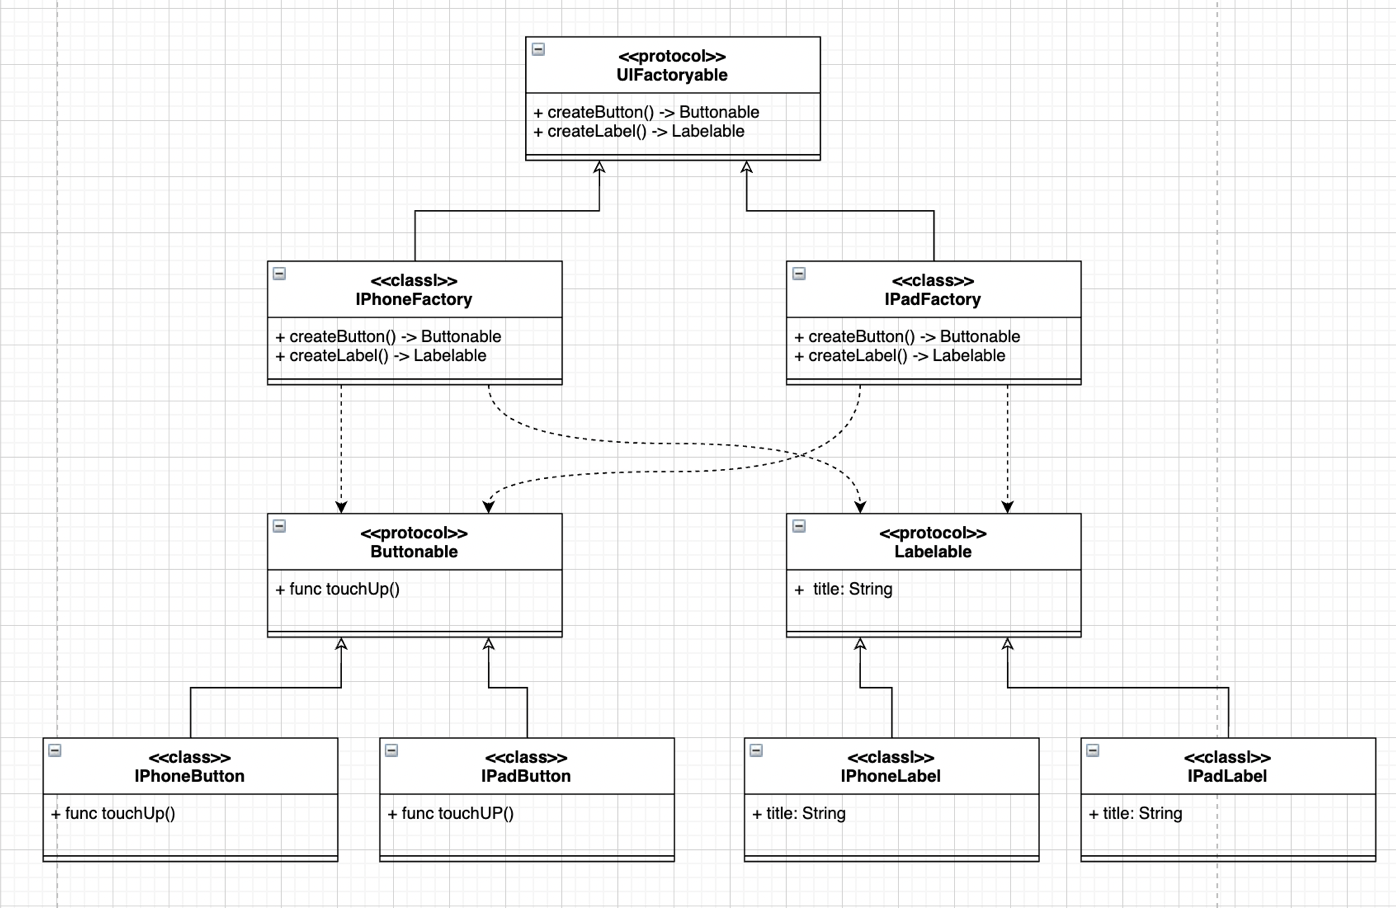 <<protocol>>
UIFactoryable
+ createButton() -> Buttonable
+ createLabel() -> Labelable
<<classl>>
IPhoneFactory
+ createButton() -> Buttonable
+ createLabel() -> Labelable
<<class>>
IPadFactory
+ createButton() -> Buttonable
+ createLabel() -> Labelable
<<protocol>>
Buttonable
+ func touchUp()
<<protocol>>
Labelable
+  title: String
<<class>>
IPhoneButton
+ func touchUp()
<<class>>
IPadButton
+ func touchUP()
<<classl>>
IPhoneLabel
+ title: String
<<classl>>
IPadLabel
+ title: String